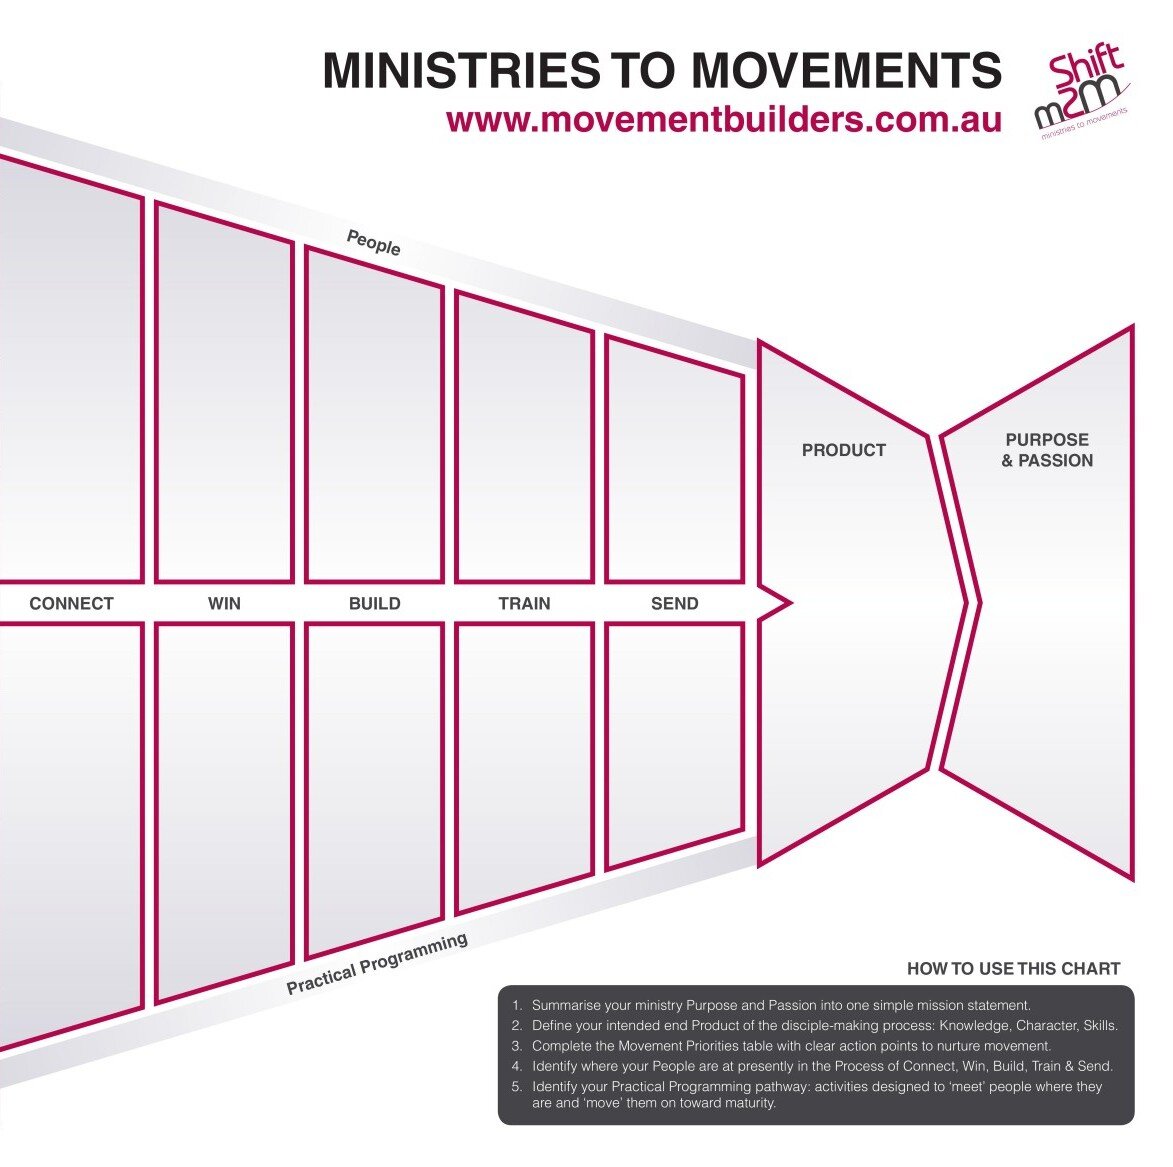 MINISTRIES TO MOVEMENTS
www.movementbuilders.com.au
Shift
m2m
ministries to movements
People
PRODUCT
PURPOSE
& PASSION
CONNECT WIN BUILD TRAIN SEND
Practical Programming
HOW TO USE THIS CHART
1. Summarise your ministry Purpose and Passion into one simple mission statement.
2. Define your intended end Product of the disciple-making process: Knowledge, Character, Skills.
3. Complete the Movement Priorities table with clear action points to nurture movement.
4. Identify where your People are at presently in the Process of Connect, Win, Build, Train & Send.
5. Identify your Practical Programming pathway: activities designed to ‘meet’ people where they
are and ‘move’ them on toward maturity.